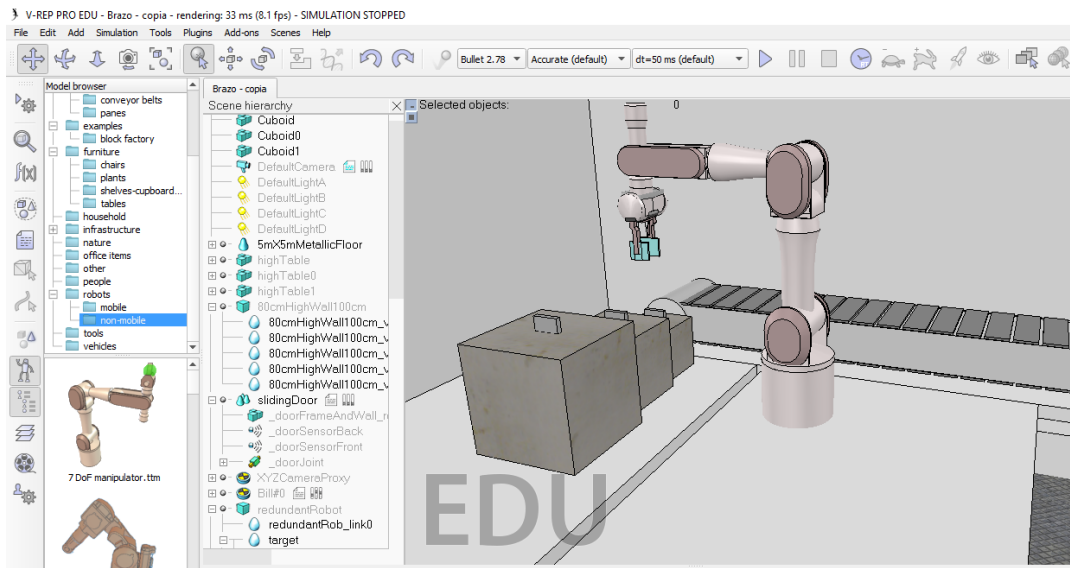 V-REP PRO EDU - Brazo - copia - rendering: 33 ms (8.1 fps) - SIMULATION STOPPED
File Edit Add Simulation Tools Plugins Add-ons Scenes Help
Bullet 2.78 Accurate (default) dt=50 ms (default)
Model browser
conveyor belts
panes
examples
block factory
furniture
chairs
plants
shelves-cupboard...
tables
household
infrastructure
nature
office items
other
people
robots
mobile
non-mobile
tools
vehicles
7 DoF manipulator.ttm
f(x)
Brazo - copia
Scene hierarchy
Cuboid
Cuboid0
Cuboid1
DefaultCamera
DefaultLightA
DefaultLightB
DefaultLightC
DefaultLightD
5mX5mMetallicFloor
highTable
highTable0
highTable1
80cmHighWall100cm
80cmHighWall100cm_v
80cmHighWall100cm_v
80cmHighWall100cm_v
80cmHighWall100cm_v
80cmHighWall100cm_v
slidingDoor
_doorFrameAndWall_r
_doorSensorBack
_doorSensorFront
_doorJoint
XYZCameraProxy
Bill#0
redundantRobot
redundantRob_link0
target
Selected objects: 0
EDU